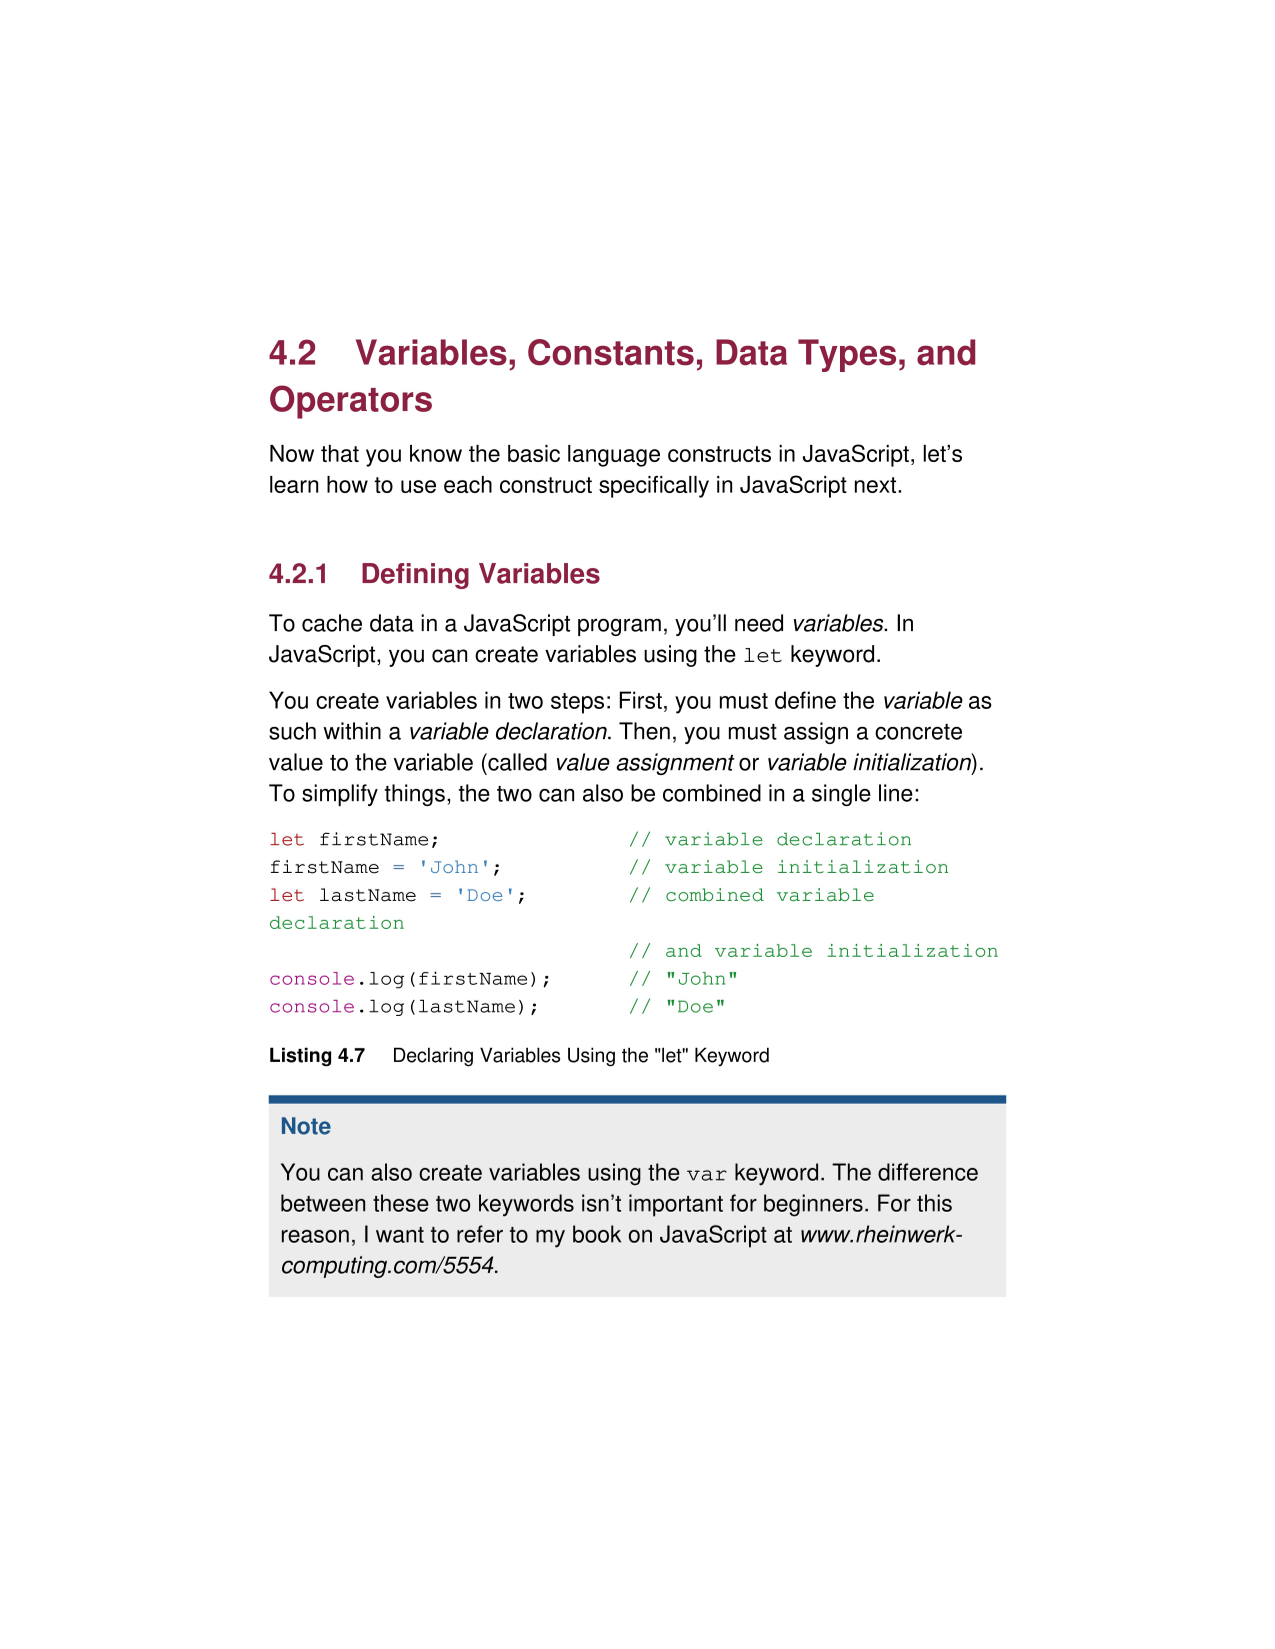 4.2 Variables, Constants, Data Types, and
Operators
Now that you know the basic language constructs in JavaScript, let’s
learn how to use each construct specifically in JavaScript next.
4.2.1 Defining Variables
To cache data in a JavaScript program, you’ll need variables. In
JavaScript, you can create variables using the let keyword.
You create variables in two steps: First, you must define the variable as
such within a variable declaration. Then, you must assign a concrete
value to the variable (called value assignment or variable initialization).
To simplify things, the two can also be combined in a single line:
let firstName;               // variable declaration
firstName = 'John';          // variable initialization
let lastName = 'Doe';        // combined variable
declaration
                             // and variable initialization
console.log(firstName);      // "John"
console.log(lastName);       // "Doe"
Listing 4.7 Declaring Variables Using the "let" Keyword
Note
You can also create variables using the var keyword. The difference
between these two keywords isn’t important for beginners. For this
reason, I want to refer to my book on JavaScript at www.rheinwerk-
computing.com/5554.